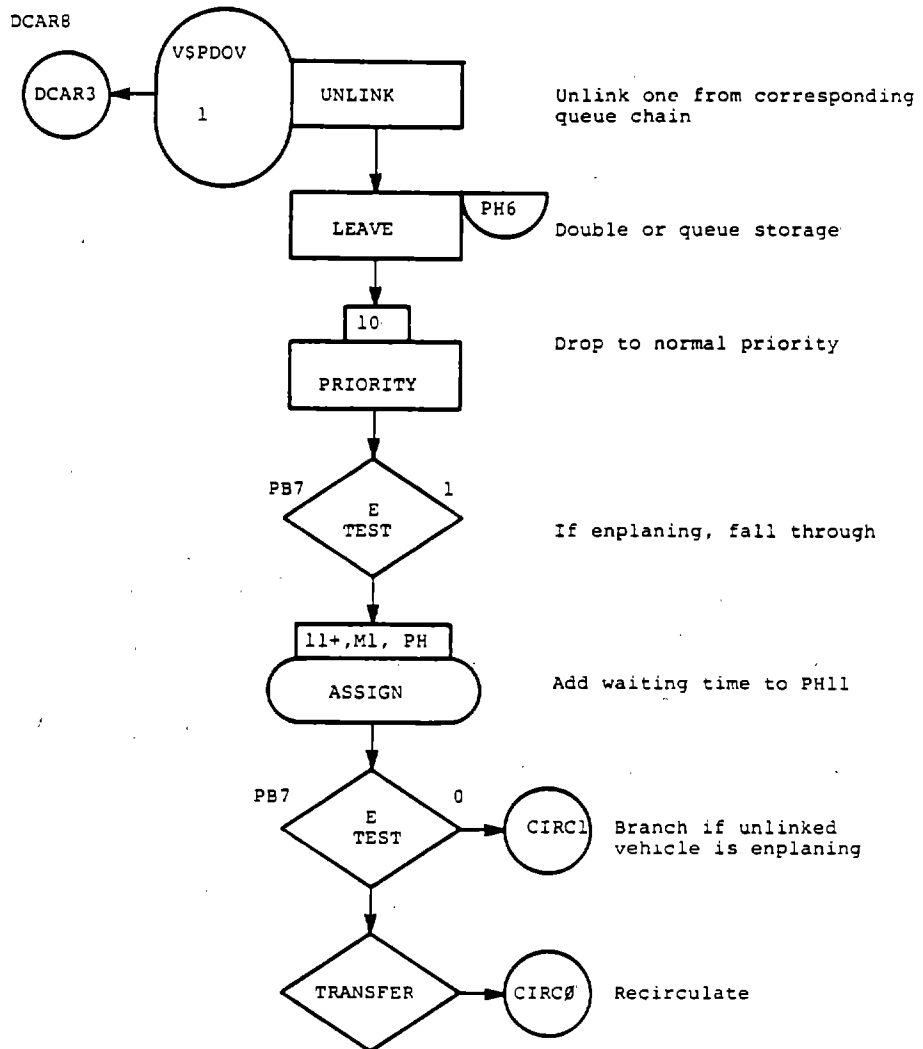 DCAR8
V$PDOV
DCAR3
1
UNLINK
Unlink one from corresponding
queue chain
LEAVE
PH6
Double or queue storage
10
PRIORITY
Drop to normal priority
PB7
1
E
TEST
If enplaning, fall through
11+,M1, PH
ASSIGN
Add waiting time to PH11
PB7
0
E
TEST
CIRC1
Branch if unlinked
vehicle is enplaning
TRANSFER
CIRCØ
Recirculate